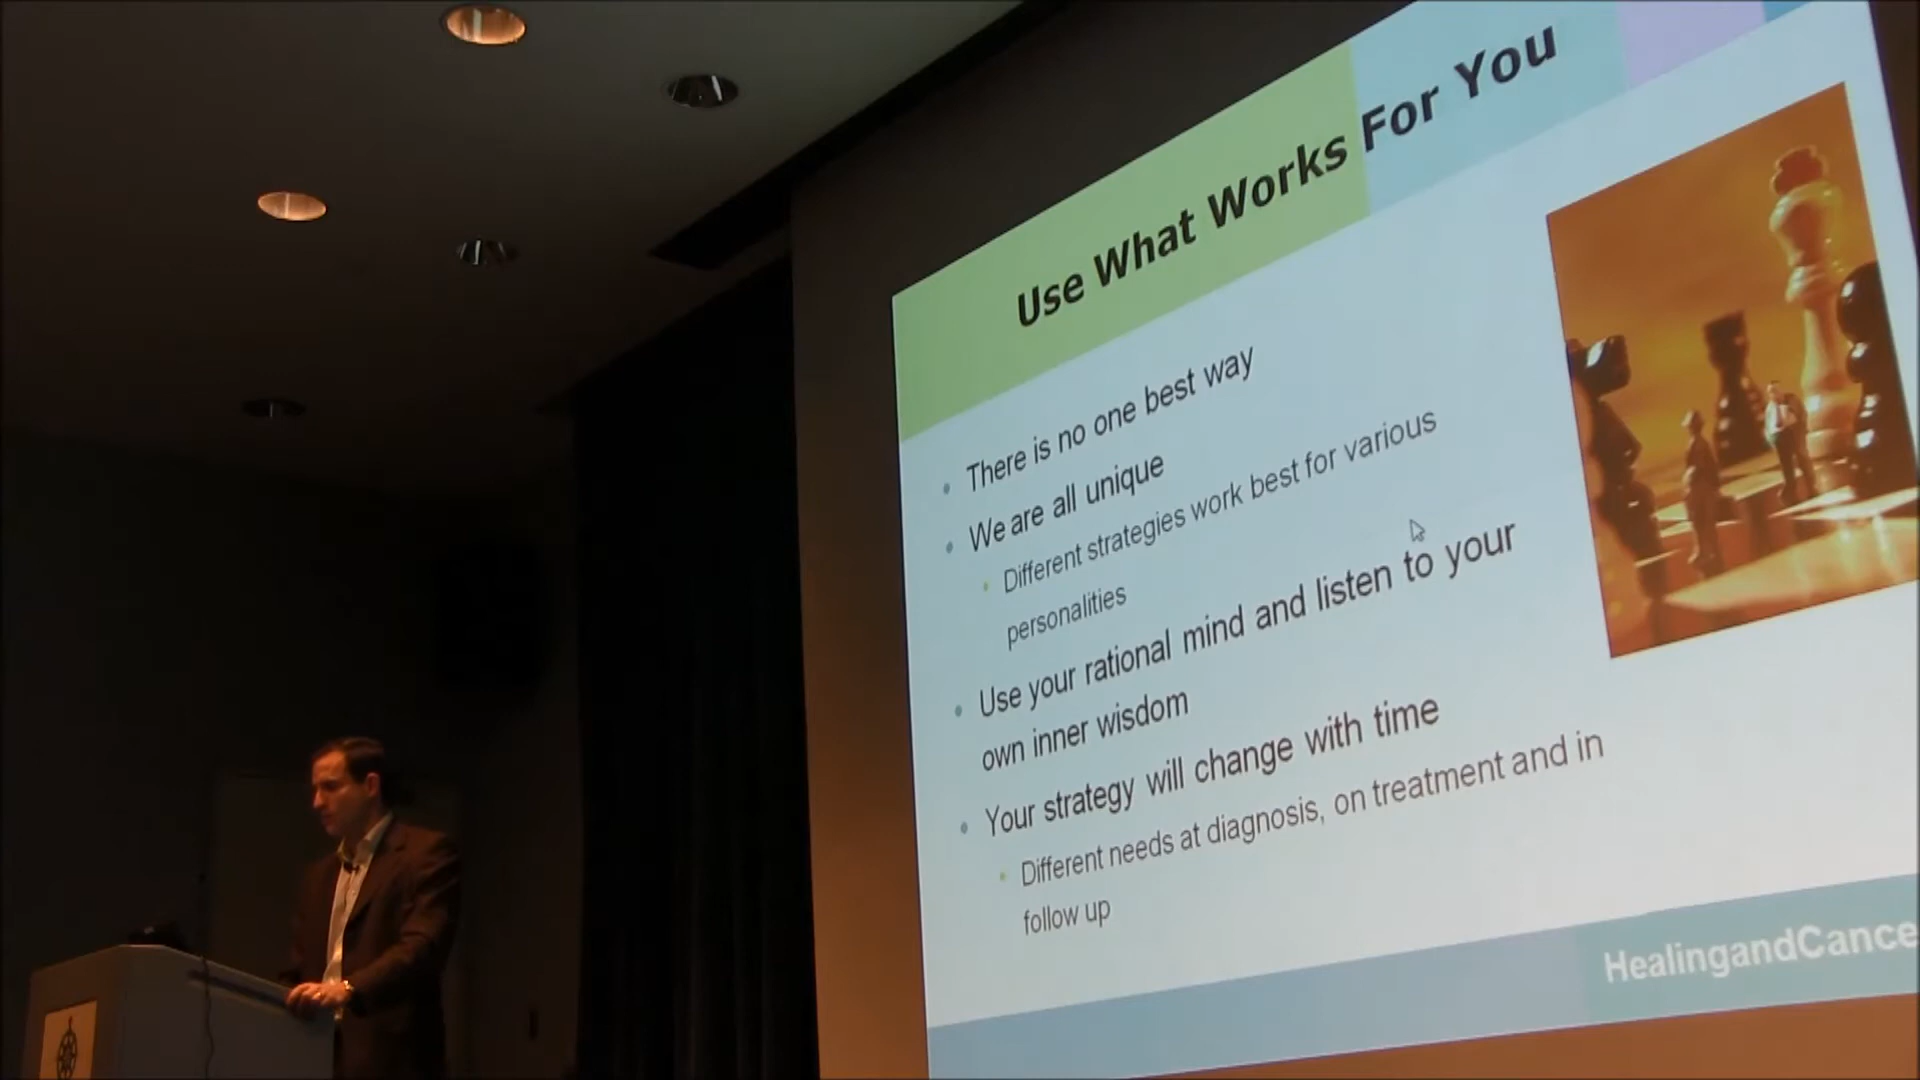 Use What Works For You
There is no one best way
We are all unique
Different strategies work best for various
personalities
Use your rational mind and listen to your
own inner wisdom
Your strategy will change with time
Different needs at diagnosis, on treatment and in
follow up
HealingandCance